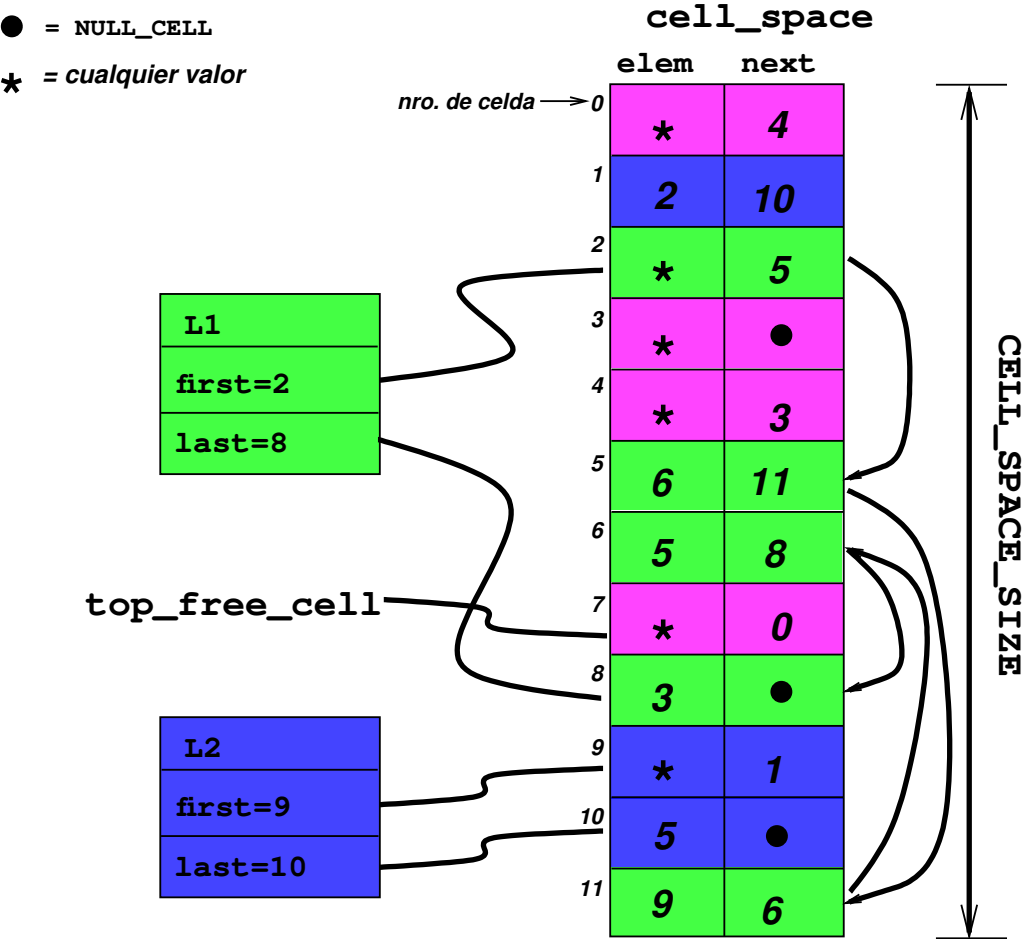 cell_space
● = NULL_CELL
* = cualquier valor
elem next
nro. de celda
0 * 4
1 2 10
2 * 5
3 * ●
4 * 3
5 6 11
6 5 8
7 * 0
8 3 ●
9 * 1
10 5 ●
11 9 6
L1
first=2
last=8
top_free_cell
L2
first=9
last=10
CELL_SPACE_SIZE